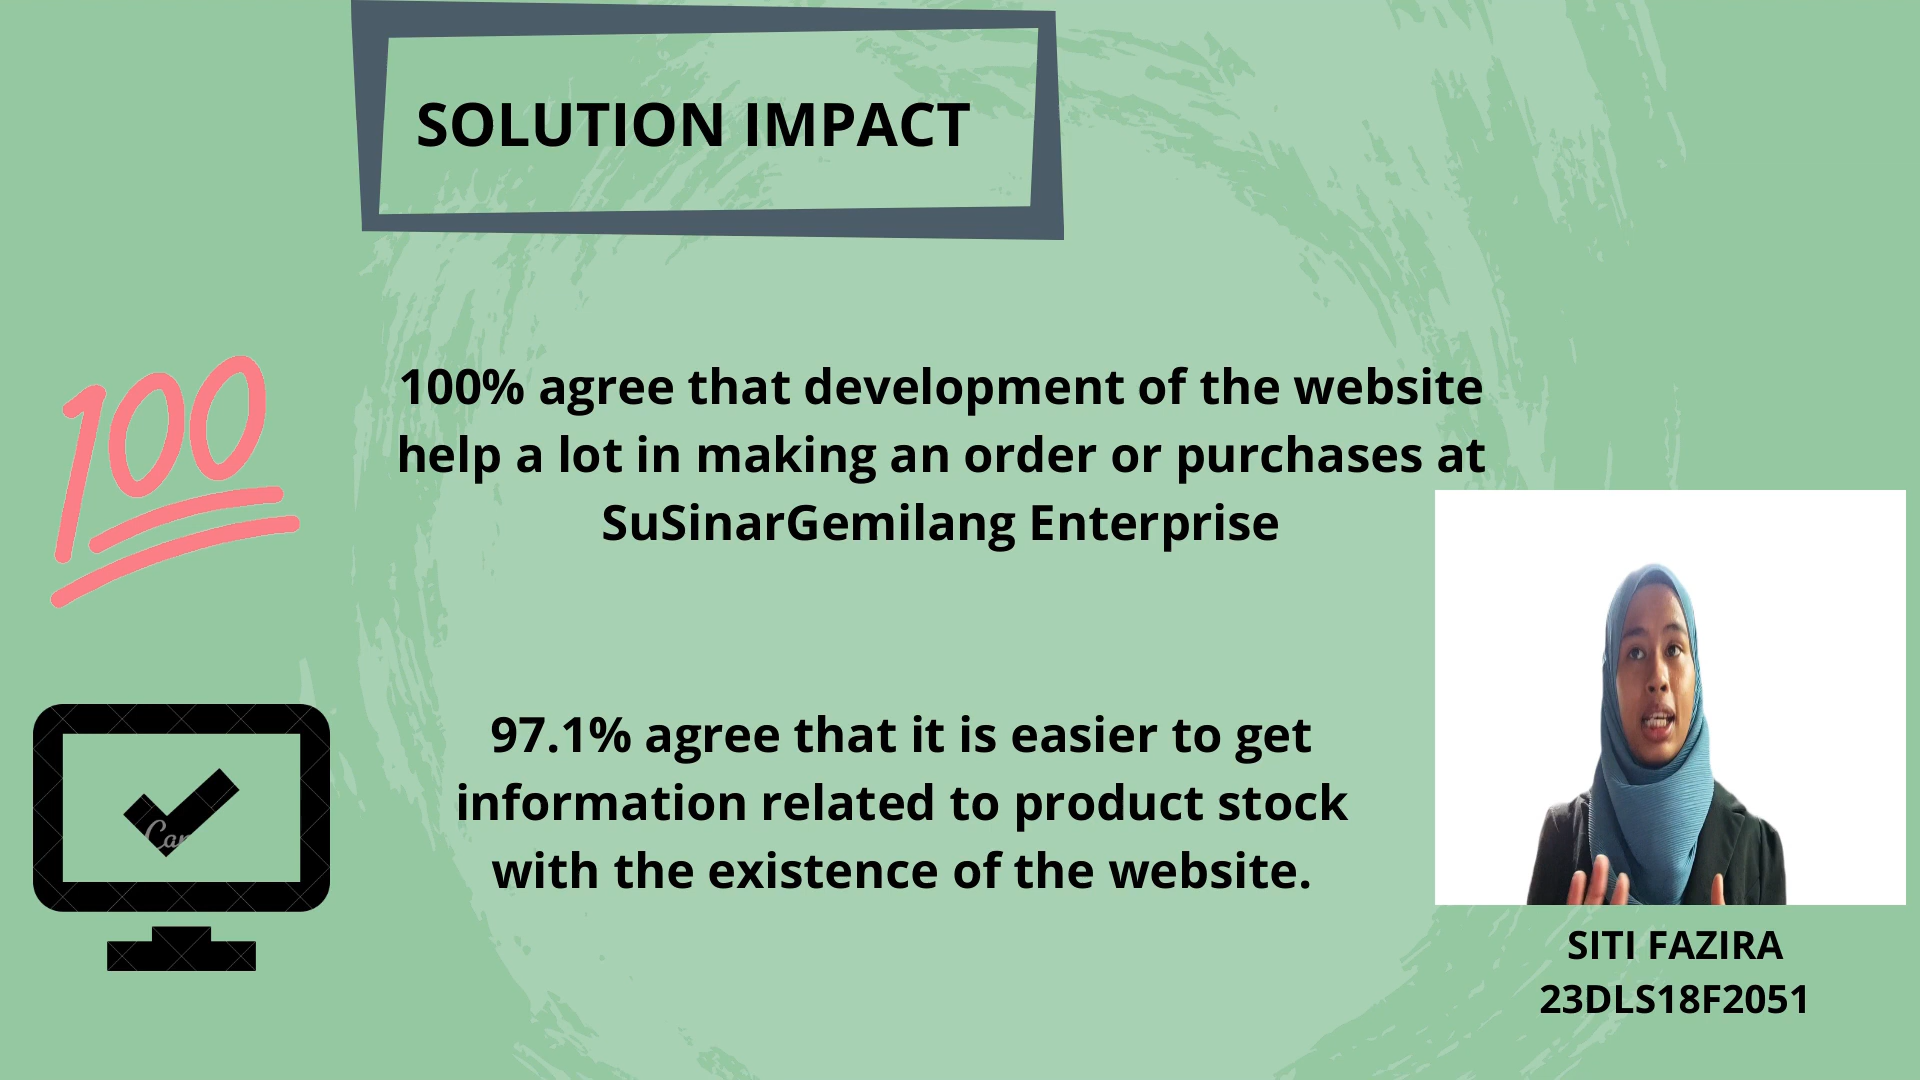 SOLUTION IMPACT
100
100% agree that development of the website
help a lot in making an order or purchases at
SuSinarGemilang Enterprise
97.1% agree that it is easier to get
information related to product stock
with the existence of the website.
SITI FAZIRA
23DLS18F2051